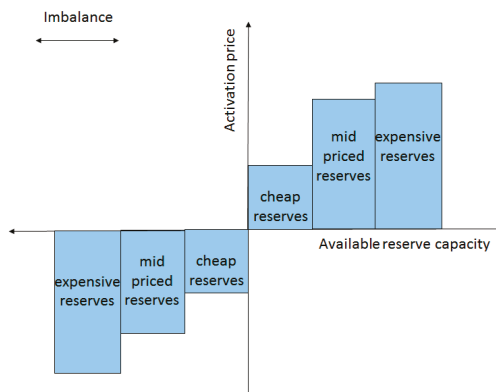 Imbalance
Activation price
mid
priced
reserves
expensive
reserves
cheap
reserves
Available reserve capacity
expensive
reserves
mid
priced
reserves
cheap
reserves